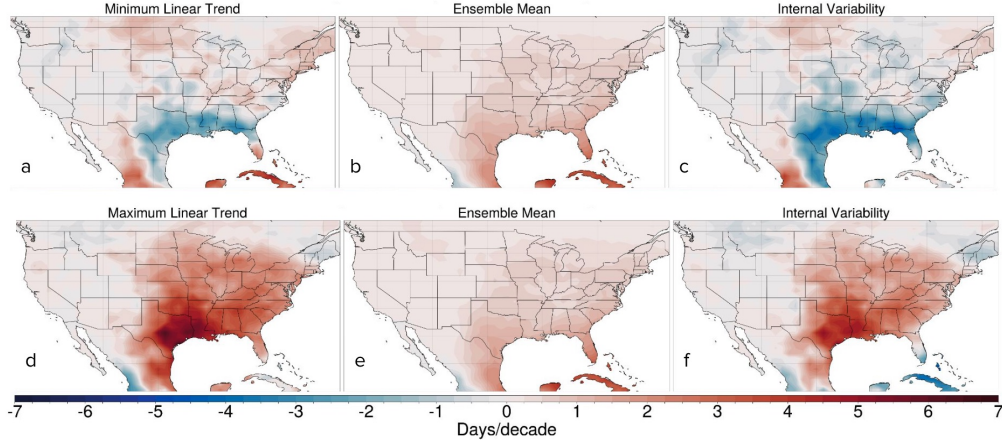 Minimum Linear Trend
Ensemble Mean
Internal Variability
a
b
c
Maximum Linear Trend
Ensemble Mean
Internal Variability
d
e
f
-7 -6 -5 -4 -3 -2 -1 0 1 2 3 4 5 6 7
Days/decade